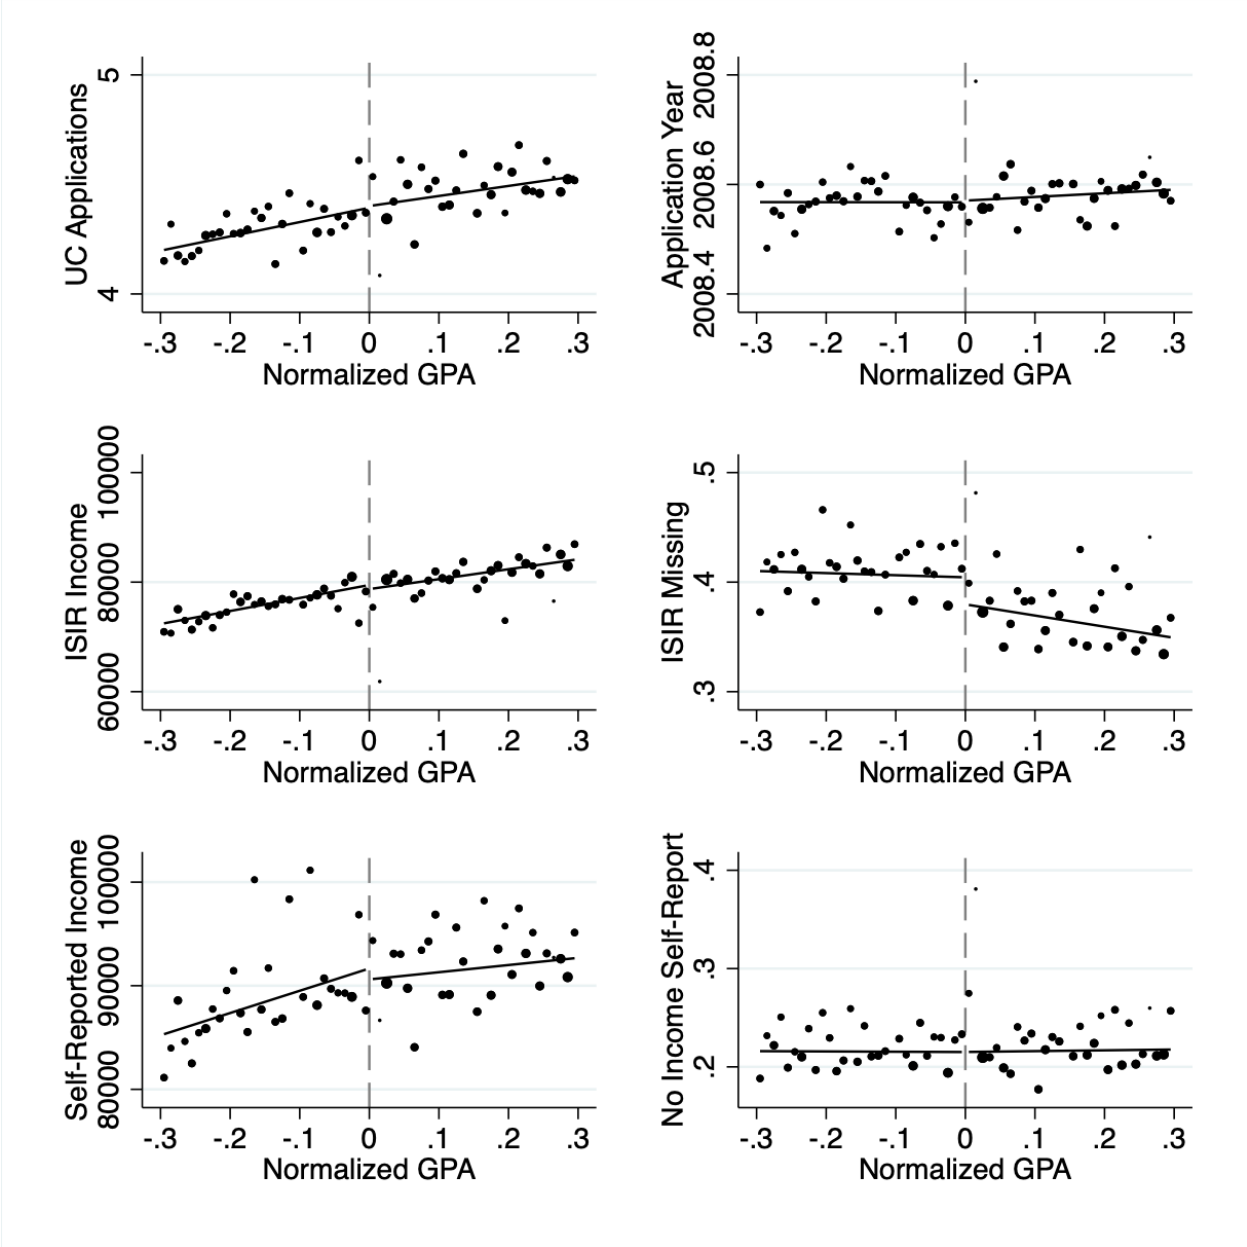 UC Applications
5
4
-.3 -.2 -.1 0 .1 .2 .3
Normalized GPA
Application Year
2008.8
2008.6
2008.4
-.3 -.2 -.1 0 .1 .2 .3
Normalized GPA
ISIR Income
100000
80000
60000
-.3 -.2 -.1 0 .1 .2 .3
Normalized GPA
ISIR Missing
.5
.4
.3
-.3 -.2 -.1 0 .1 .2 .3
Normalized GPA
Self-Reported Income
100000
90000
80000
-.3 -.2 -.1 0 .1 .2 .3
Normalized GPA
No Income Self-Report
.4
.3
.2
-.3 -.2 -.1 0 .1 .2 .3
Normalized GPA